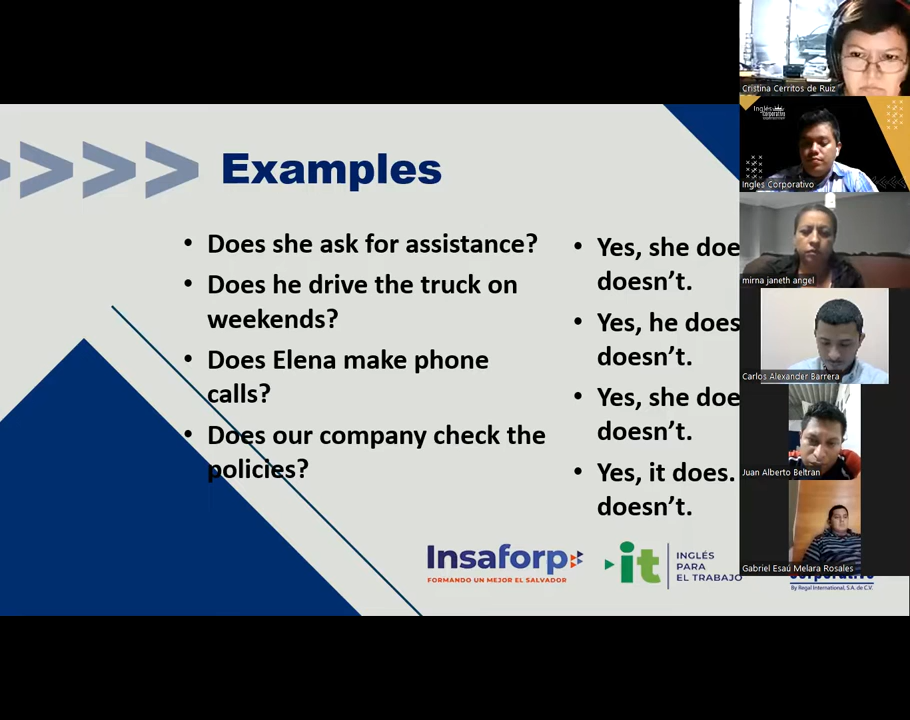 Examples
• Does she ask for assistance?
• Does he drive the truck on
weekends?
• Does Elena make phone
calls?
• Does our company check the
policies?
• Yes, she doe
doesn’t.
• Yes, he does
doesn’t.
• Yes, she doe
doesn’t.
• Yes, it does.
doesn’t.
Insaforp
FORMANDO UN MEJOR EL SALVADOR
it
INGLÉS
PARA
EL TRABAJO
corporativo
By Regal International, S.A. de C.V.
Cristina Cerritos de Ruiz
Inglés
corporativo
Ingles Corporativo
mirna janeth angel
Carlos Alexander Barrera
Juan Alberto Beltran
Gabriel Esaú Melara Rosales